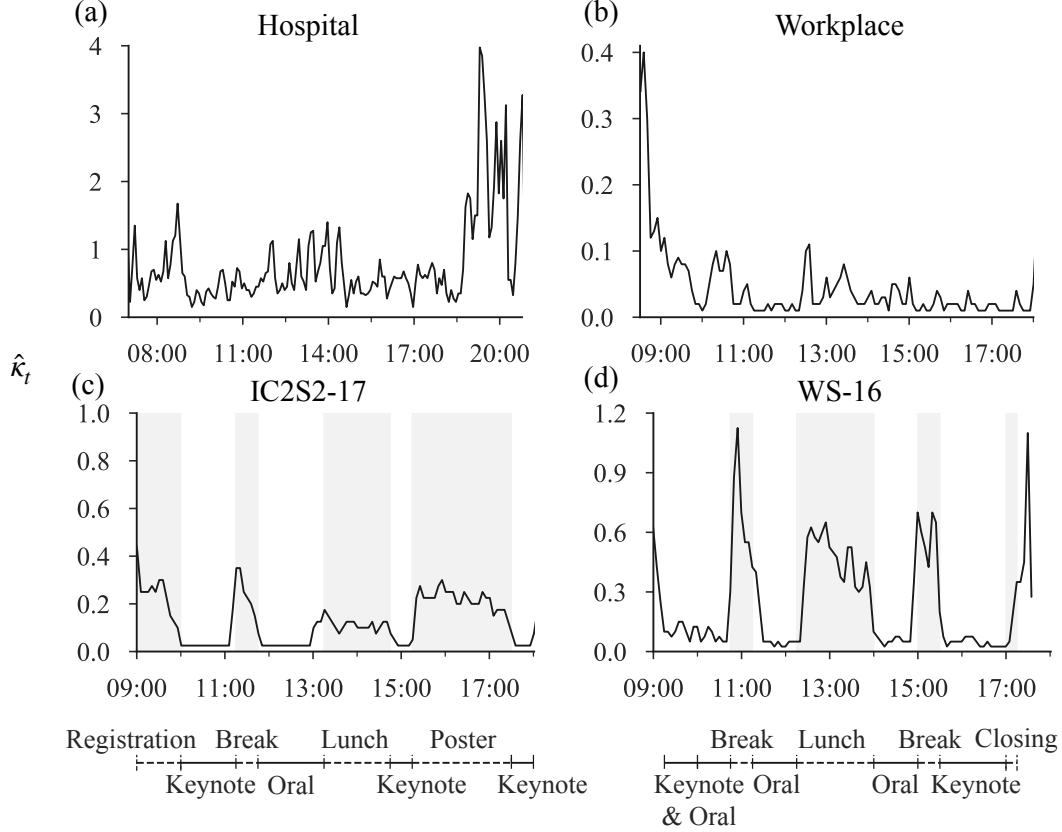 (a)
Hospital
4
3
2
1
0
08:00 11:00 14:00 17:00 20:00
(b)
Workplace
0.4
0.3
0.2
0.1
0.0
09:00 11:00 13:00 15:00 17:00
κ̂t
(c)
IC2S2-17
1.0
0.8
0.6
0.4
0.2
0.0
09:00 11:00 13:00 15:00 17:00
Registration Break Lunch Poster
Keynote Oral Keynote Keynote
(d)
WS-16
1.2
0.9
0.6
0.3
0.0
09:00 11:00 13:00 15:00 17:00
Break Lunch Break Closing
Keynote Oral Oral Keynote
& Oral